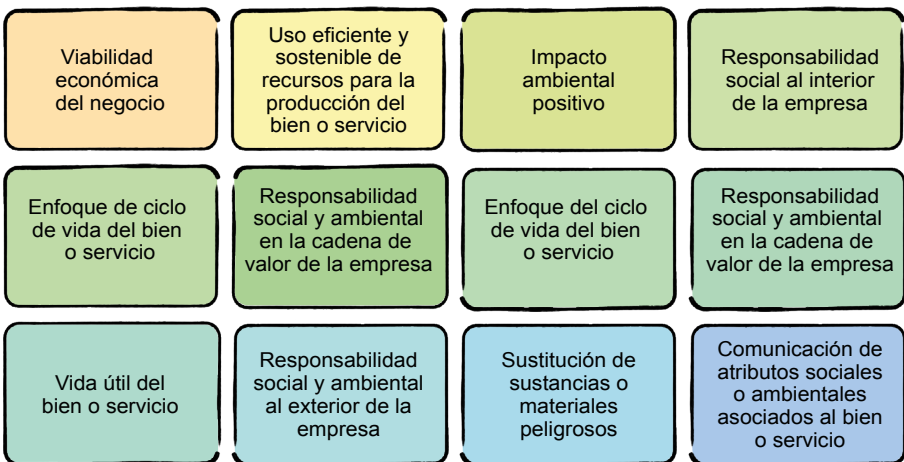 Viabilidad
económica
del negocio
Uso eficiente y
sostenible de
recursos para la
producción del
bien o servicio
Impacto
ambiental
positivo
Responsabilidad
social al interior
de la empresa
Enfoque de ciclo
de vida del bien
o servicio
Responsabilidad
social y ambiental
en la cadena de
valor de la empresa
Enfoque del ciclo
de vida del bien
o servicio
Responsabilidad
social y ambiental
en la cadena de
valor de la empresa
Vida útil del
bien o servicio
Responsabilidad
social y ambiental
al exterior de la
empresa
Sustitución de
sustancias o
materiales
peligrosos
Comunicación de
atributos sociales
o ambientales
asociados al bien
o servicio